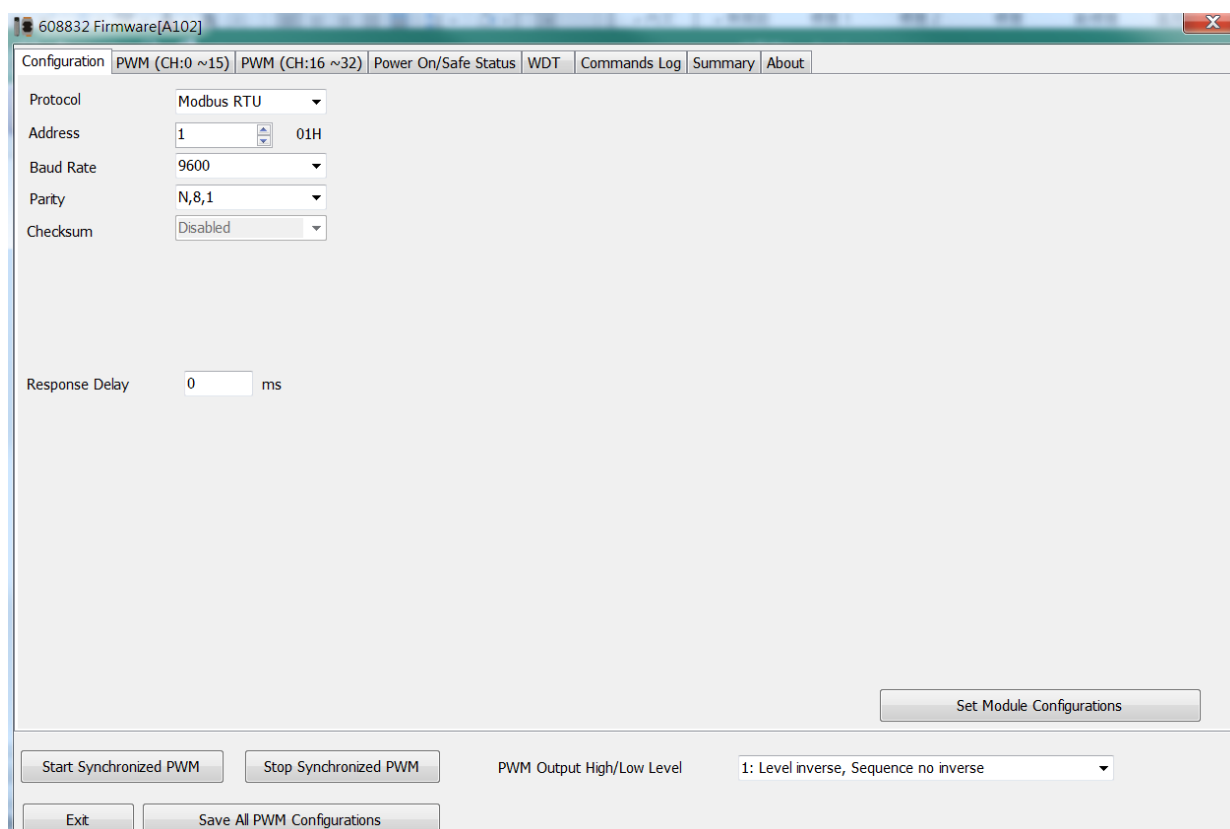 608832 Firmware[A102]
Configuration PWM (CH:0 ~15) PWM (CH:16 ~32) Power On/Safe Status WDT Commands Log Summary About
Protocol Modbus RTU
Address 1 01H
Baud Rate 9600
Parity N,8,1
Checksum Disabled
Response Delay 0 ms
Set Module Configurations
Start Synchronized PWM Stop Synchronized PWM PWM Output High/Low Level 1: Level inverse, Sequence no inverse
Exit Save All PWM Configurations